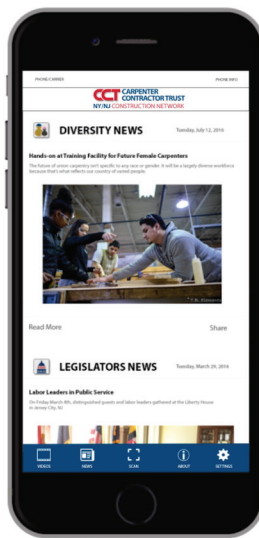 PHONE CARRIER PHONE INFO
CCT CARPENTER
CONTRACTOR TRUST
NY/NJ CONSTRUCTION NETWORK
DIVERSITY NEWS Tuesday, July 12, 2016
Hands-on at Training Facility for Future Female Carpenters
The future of union carpentry isn't specific to any race or gender. It will be a largely diverse workforce
because that's what reflects our country of varied people.
Read More Share
LEGISLATORS NEWS Tuesday, March 29, 2016
Labor Leaders in Public Service
On Friday March 4th, distinguished guests and labor leaders gathered at the Liberty House
in Jersey City, NJ
VIDEOS NEWS SCAN ABOUT SETTINGS